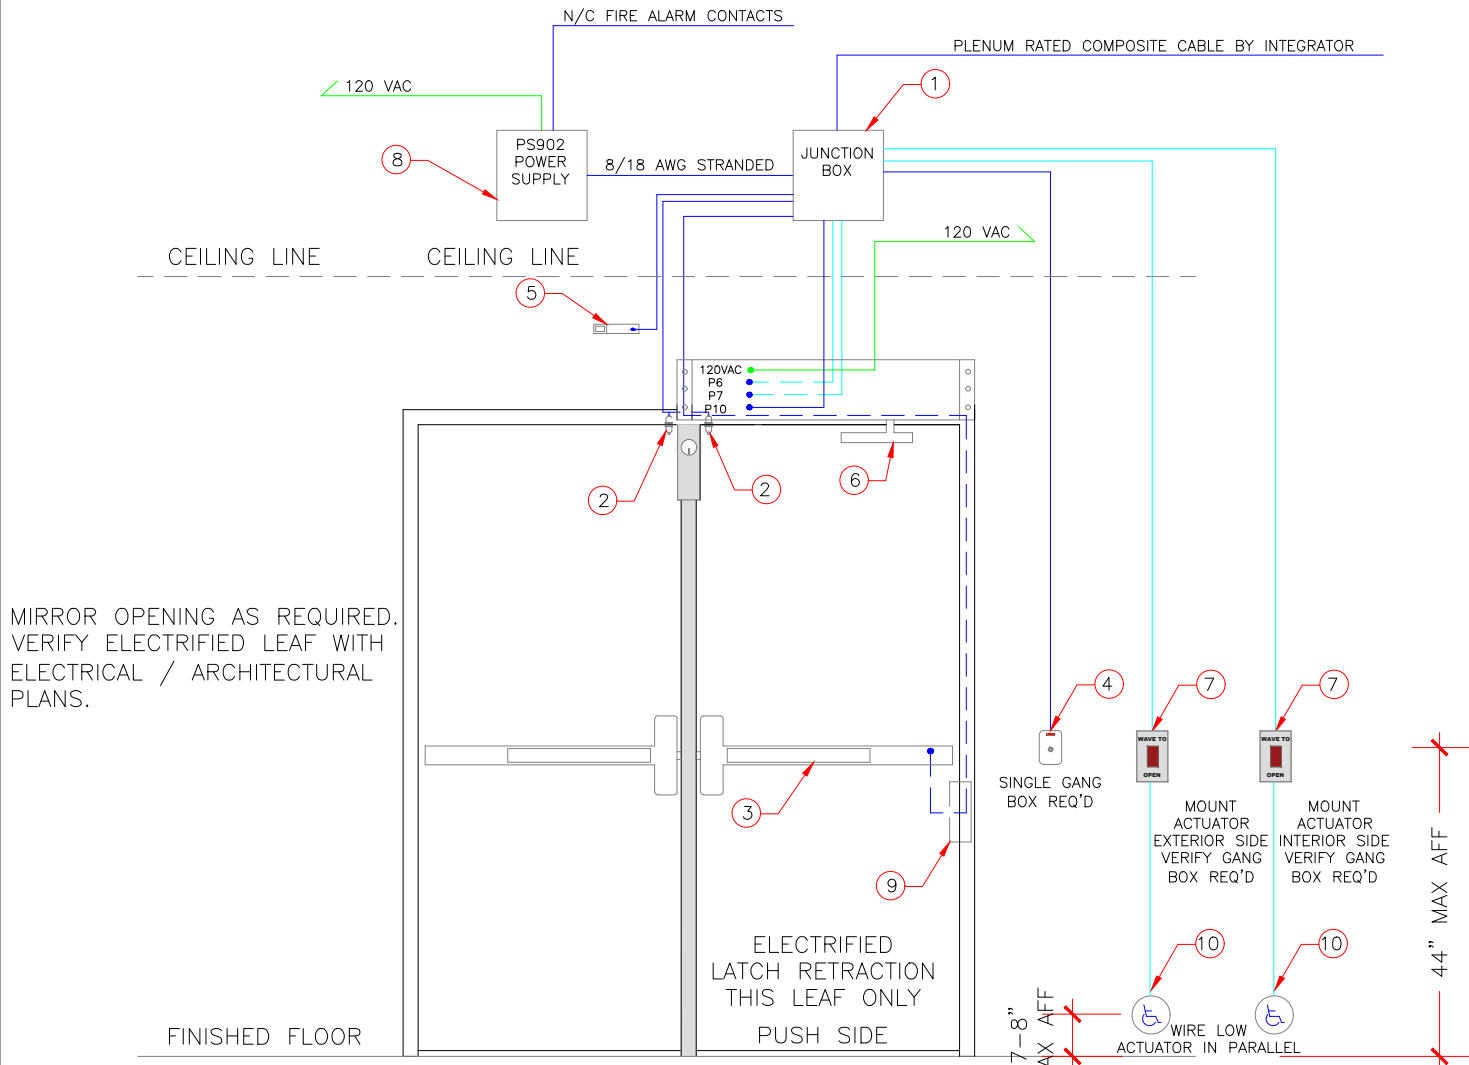 N/C FIRE ALARM CONTACTS
PLENUM RATED COMPOSITE CABLE BY INTEGRATOR
120 VAC
1
PS902
POWER
SUPPLY
8
8/18 AWG STRANDED
JUNCTION
BOX
120 VAC
CEILING LINE
CEILING LINE
5
120VAC
P6
P7
P10
2
2
6
MIRROR OPENING AS REQUIRED.
VERIFY ELECTRIFIED LEAF WITH
ELECTRICAL / ARCHITECTURAL
PLANS.
4
7
7
WAVE TO
OPEN
WAVE TO
OPEN
SINGLE GANG
BOX REQ'D
3
MOUNT
ACTUATOR
EXTERIOR SIDE
VERIFY GANG
BOX REQ'D
MOUNT
ACTUATOR
INTERIOR SIDE
VERIFY GANG
BOX REQ'D
44" MAX AFF
9
ELECTRIFIED
LATCH RETRACTION
THIS LEAF ONLY
PUSH SIDE
10
10
7-8"
AX AFF
WIRE LOW
ACTUATOR IN PARALLEL
FINISHED FLOOR